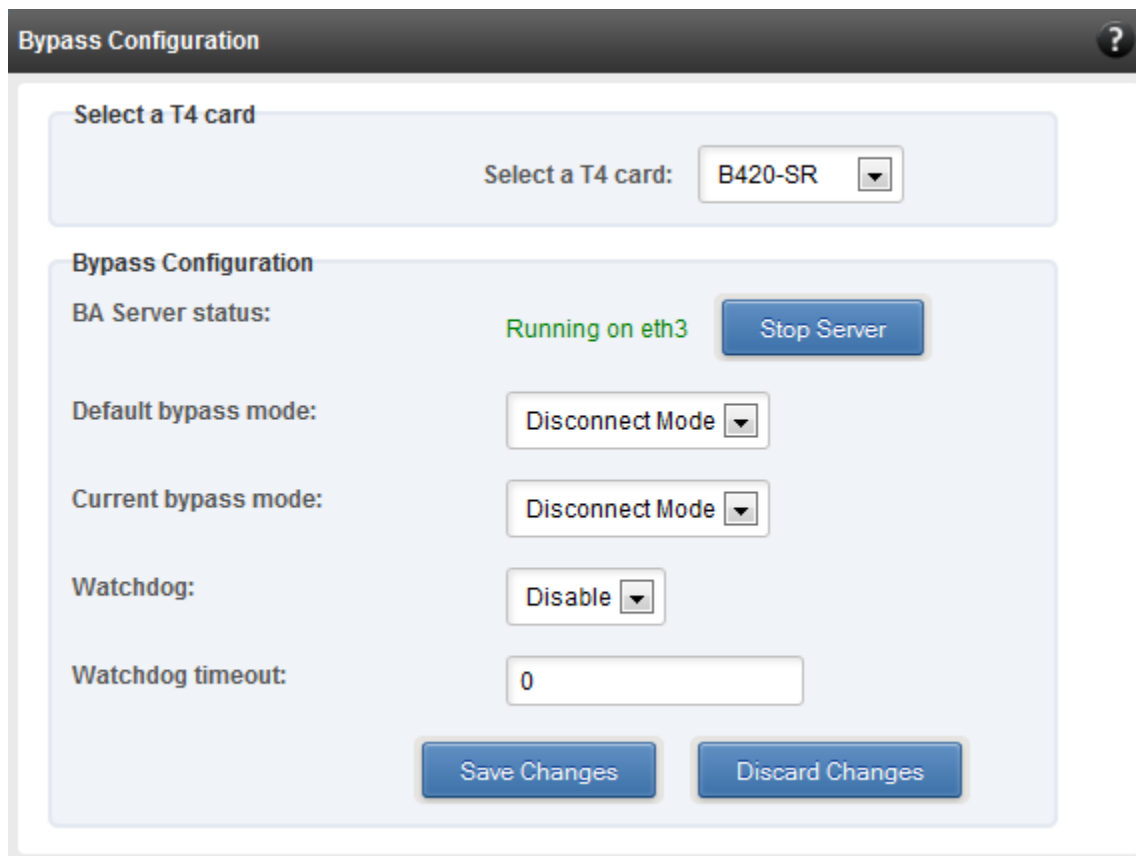 Bypass Configuration ?
Select a T4 card
Select a T4 card: B420-SR
Bypass Configuration
BA Server status: Running on eth3 Stop Server
Default bypass mode: Disconnect Mode
Current bypass mode: Disconnect Mode
Watchdog: Disable
Watchdog timeout: 0
Save Changes Discard Changes